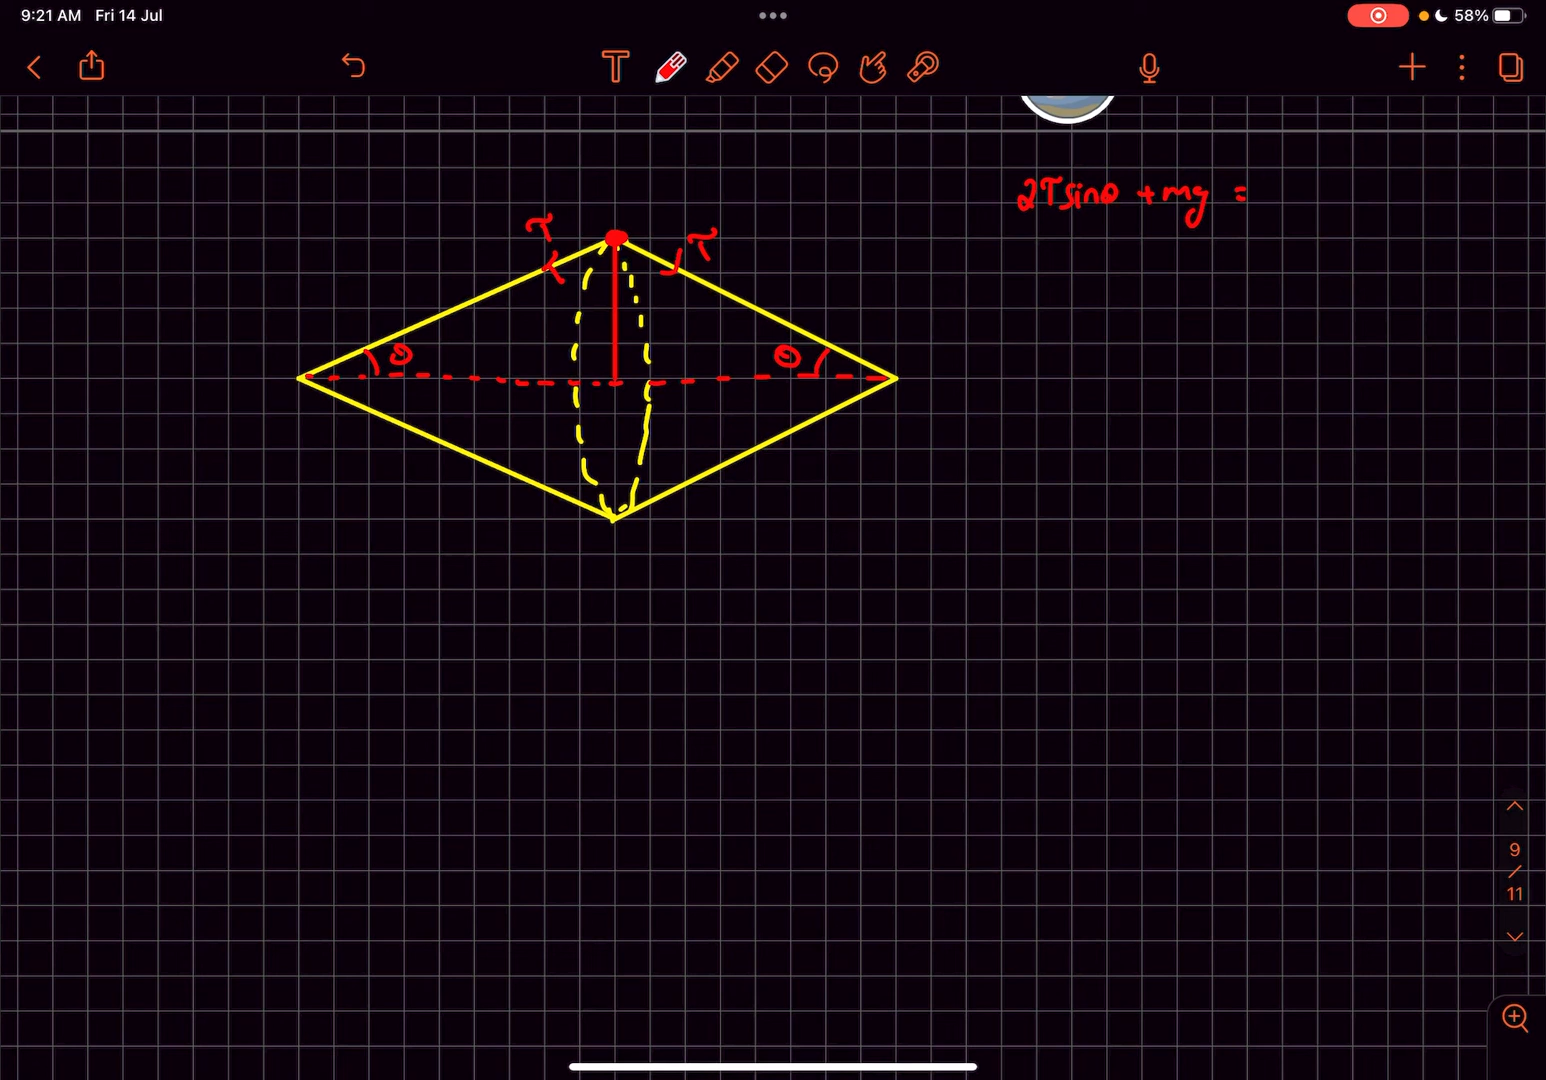 9:21 AM Fri 14 Jul
58%
T
2Tsinθ + mg =
T
T
θ
θ
9
/
11